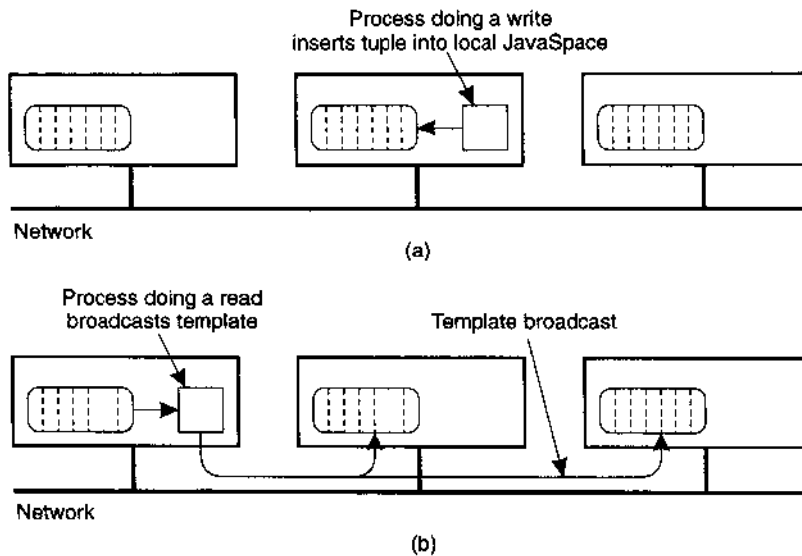 Process doing a write
inserts tuple into local JavaSpace
Network
(a)
Process doing a read
broadcasts template
Template broadcast
Network
(b)